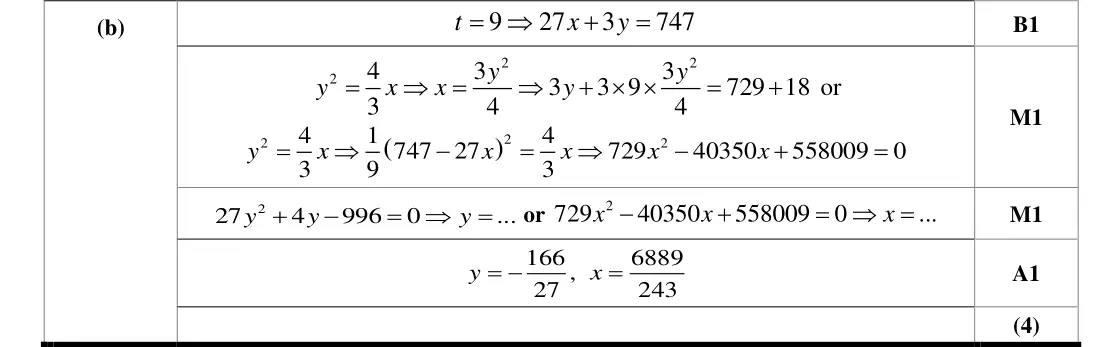 (b) t = 9 ⇒ 27x + 3y = 747 B1
y² = 4/3 x ⇒ x = 3y²/4 ⇒ 3y + 3 × 9 × 3y²/4 = 729 + 18 or
y² = 4/3 x ⇒ 1/9 (747 − 27x)² = 4/3 x ⇒ 729x² − 40350x + 558009 = 0 M1
27y² + 4y − 996 = 0 ⇒ y = ... or 729x² − 40350x + 558009 = 0 ⇒ x = ... M1
y = −166/27, x = 6889/243 A1
(4)